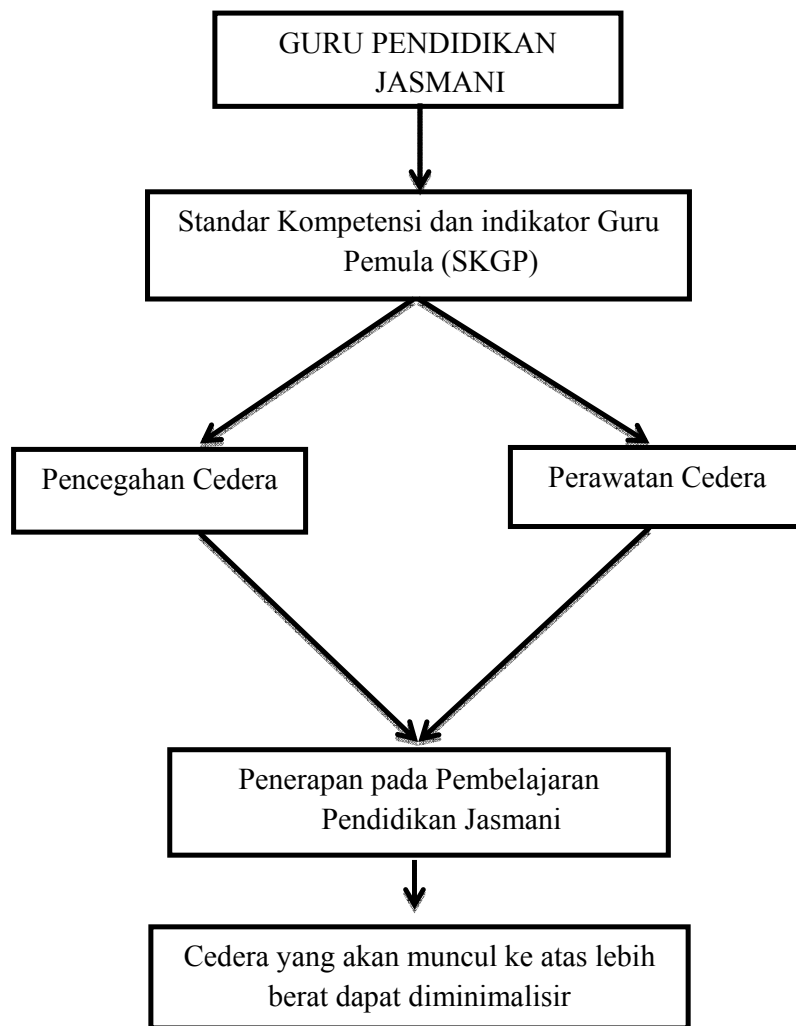 GURU PENDIDIKAN
JASMANI
Standar Kompetensi dan indikator Guru
Pemula (SKGP)
Pencegahan Cedera
Perawatan Cedera
Penerapan pada Pembelajaran
Pendidikan Jasmani
Cedera yang akan muncul ke atas lebih
berat dapat diminimalisir